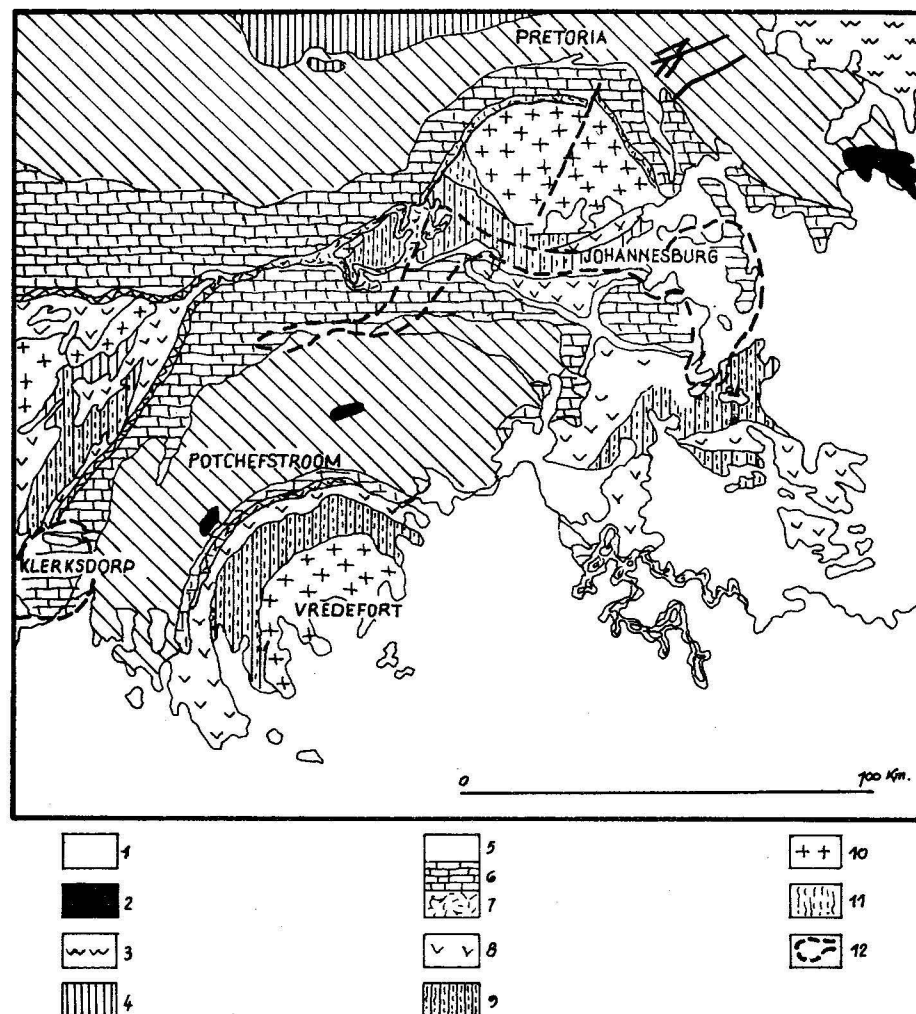 PRETORIA
JOHANNESBURG
POTCHEFSTROOM
KLERKSDORP
VREDEFORT
0 100 Km.
1 5 10
6
2 7 11
3 8 12
4 9